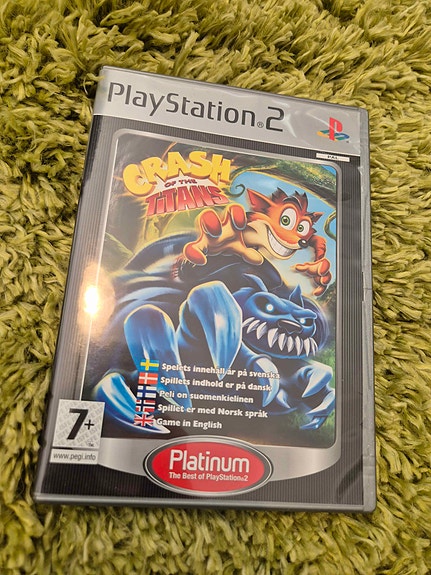 PlayStation®2
PAL
CRASH
OF THE
TITANS
Spelets innehåll är på svenska
Spillets indhold er på dansk
Peli on suomenkielinen
Spillet er med Norsk språk
Game in English
7+
www.pegi.info
Platinum
The Best of PlayStation®2